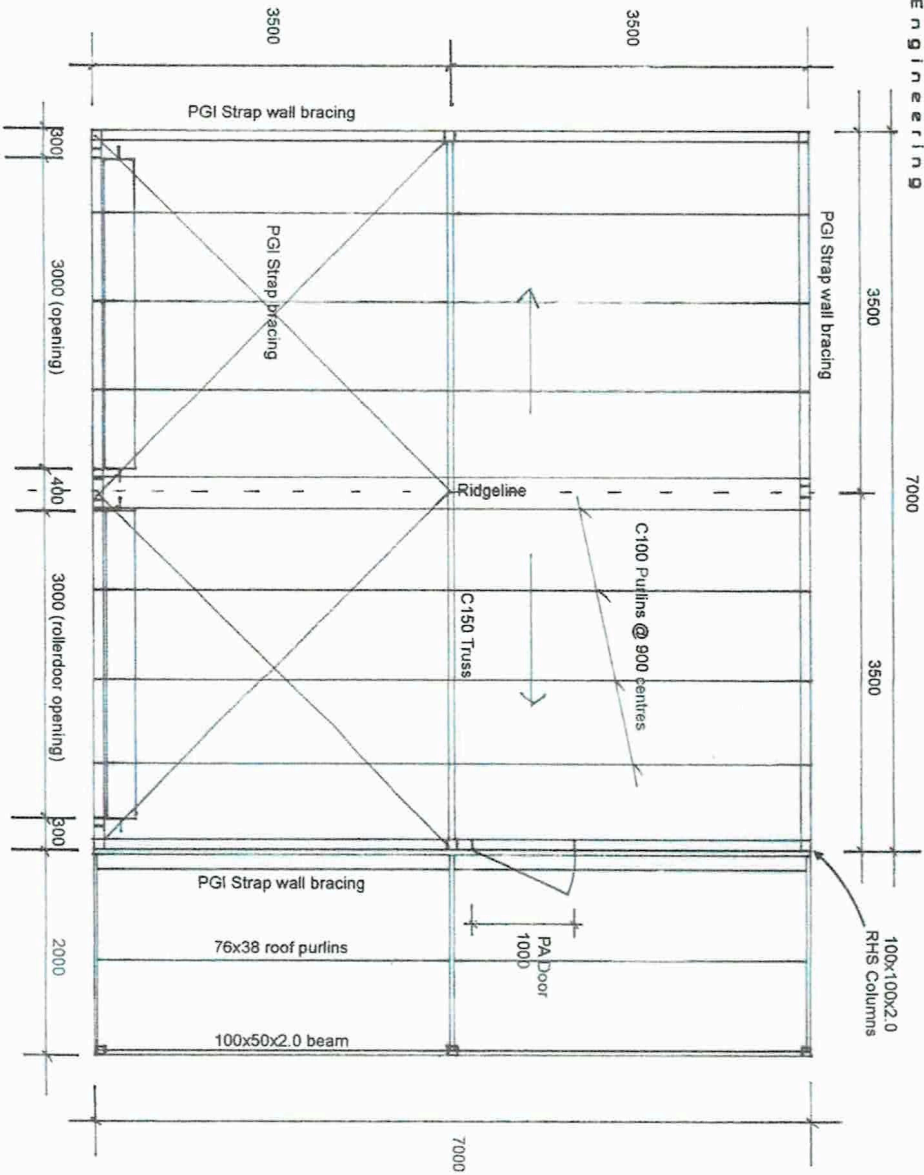 Engineering
3500
3500
7000
3500
3500
PGI Strap wall bracing
PGI Strap wall bracing
PGI Strap bracing
300
3000 (opening)
400
3000 (rollerdoor opening)
300
2000
Ridgeline
C100 Purlins @ 900 centres
C150 Truss
PGI Strap wall bracing
76x38 roof purlins
100x50x2.0 beam
PA Door
1000
100x100x2.0
RHS Columns
7000